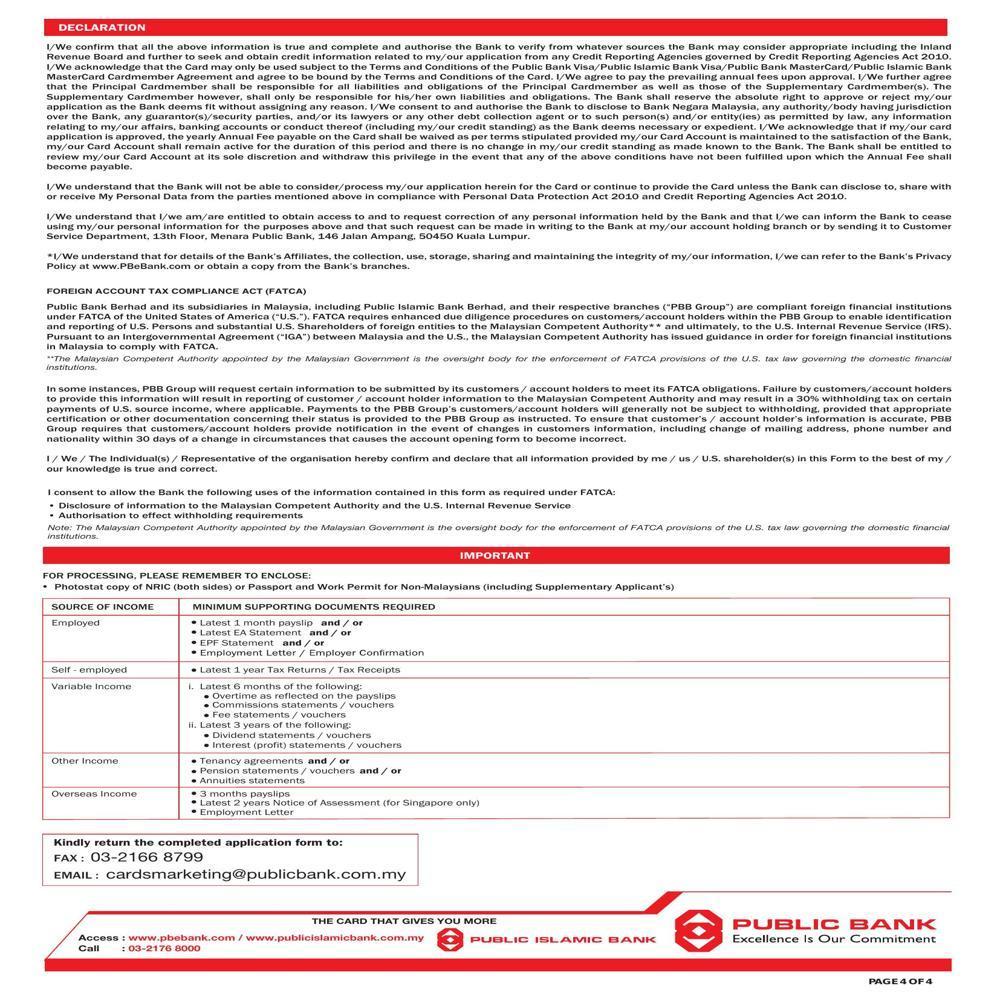 DECLARATION
I/We confirm that all the above information is true and complete and authorise the Bank to verify from whatever sources the Bank may consider appropriate including the Inland
Revenue Board and further to seek and obtain credit information related to my/our application from any Credit Reporting Agencies governed by Credit Reporting Agencies Act 2010.
I/We acknowledge that the Card may only be used subject to the Terms and Conditions of the Public Bank Visa/Public Islamic Bank Visa/Public Bank MasterCard/Public Islamic Bank
MasterCard Cardmember Agreement and agree to be bound by the Terms and Conditions of the Card. I/We agree to pay the prevailing annual fees upon approval. I/We further agree
that the Principal Cardmember shall be responsible for all liabilities and obligations of the Principal Cardmember as well as those of the Supplementary Cardmember(s). The
Supplementary Cardmember however, shall only be responsible for his/her own liabilities and obligations. The Bank shall reserve the absolute right to approve or reject my/our
application as the Bank deems fit without assigning any reason. I/We consent to and authorise the Bank to disclose to Bank Negara Malaysia, any authority/body having jurisdiction
over the Bank, any guarantor(s)/security parties, and/or its lawyers or any other debt collection agent or to such person(s) and/or entity(ies) as permitted by law, any information
relating to my/our affairs, banking accounts or conduct thereof (including my/our credit standing) as the Bank deems necessary or expedient. I/We acknowledge that if my/our card
application is approved, the yearly Annual Fee payable on the Card shall be waived as per terms stipulated provided my/our Card Account is maintained to the satisfaction of the Bank,
my/our Card Account shall remain active for the duration of this period and there is no change in my/our credit standing as made known to the Bank. The Bank shall be entitled to
review my/our Card Account at its sole discretion and withdraw this privilege in the event that any of the above conditions have not been fulfilled upon which the Annual Fee shall
become payable.
I/We understand that the Bank will not be able to consider/process my/our application herein for the Card or continue to provide the Card unless the Bank can disclose to, share with
or receive My Personal Data from the parties mentioned above in compliance with Personal Data Protection Act 2010 and Credit Reporting Agencies Act 2010.
I/We understand that I/we am/are entitled to obtain access to and to request correction of any personal information held by the Bank and that I/we can inform the Bank to cease
using my/our personal information for the purposes above and that such request can be made in writing to the Bank at my/our account holding branch or by sending it to Customer
Service Department, 13th Floor, Menara Public Bank, 146 Jalan Ampang, 50450 Kuala Lumpur.
*I/We understand that for details of the Bank's Affiliates, the collection, use, storage, sharing and maintaining the integrity of my/our information, I/we can refer to the Bank's Privacy
Policy at www.PBeBank.com or obtain a copy from the Bank's branches.
FOREIGN ACCOUNT TAX COMPLIANCE ACT (FATCA)
Public Bank Berhad and its subsidiaries in Malaysia, including Public Islamic Bank Berhad, and their respective branches ("PBB Group") are compliant foreign financial institutions
under FATCA of the United States of America ("U.S."). FATCA requires enhanced due diligence procedures on customers/account holders within the PBB Group to enable identification
and reporting of U.S. Persons and substantial U.S. Shareholders of foreign entities to the Malaysian Competent Authority** and ultimately, to the U.S. Internal Revenue Service (IRS).
Pursuant to an Intergovernmental Agreement ("IGA") between Malaysia and the U.S., the Malaysian Competent Authority has issued guidance in order for foreign financial institutions
in Malaysia to comply with FATCA.
**The Malaysian Competent Authority appointed by the Malaysian Government is the oversight body for the enforcement of FATCA provisions of the U.S. tax law governing the domestic financial
institutions.
In some instances, PBB Group will request certain information to be submitted by its customers / account holders to meet its FATCA obligations. Failure by customers/account holders
to provide this information will result in reporting of customer / account holder information to the Malaysian Competent Authority and may result in a 30% withholding tax on certain
payments of U.S. source income, where applicable. Payments to the PBB Group's customers/account holders will generally not be subject to withholding, provided that appropriate
certification or other documentation concerning their status is provided to the PBB Group as instructed. To ensure that customer's / account holder's information is accurate, PBB
Group requires that customers/account holders provide notification in the event of changes in customers information, including change of mailing address, phone number and
nationality within 30 days of a change in circumstances that causes the account opening form to become incorrect.
I / We / The Individual(s) / Representative of the organisation hereby confirm and declare that all information provided by me / us / U.S. shareholder(s) in this Form to the best of my /
our knowledge is true and correct.
I consent to allow the Bank the following uses of the information contained in this form as required under FATCA:
• Disclosure of information to the Malaysian Competent Authority and the U.S. Internal Revenue Service
• Authorisation to effect withholding requirements
Note: The Malaysian Competent Authority appointed by the Malaysian Government is the oversight body for the enforcement of FATCA provisions of the U.S. tax law governing the domestic financial
institutions.
IMPORTANT
FOR PROCESSING, PLEASE REMEMBER TO ENCLOSE:
• Photostat copy of NRIC (both sides) or Passport and Work Permit for Non-Malaysians (including Supplementary Applicant's)
SOURCE OF INCOME MINIMUM SUPPORTING DOCUMENTS REQUIRED
Employed • Latest 1 month payslip and / or
• Latest EA Statement and / or
• EPF Statement and / or
• Employment Letter / Employer Confirmation
Self - employed • Latest 1 year Tax Returns / Tax Receipts
Variable Income i. Latest 6 months of the following:
• Overtime as reflected on the payslips
• Commissions statements / vouchers
• Fee statements / vouchers
ii. Latest 3 years of the following:
• Dividend statements / vouchers
• Interest (profit) statements / vouchers
Other Income • Tenancy agreements and / or
• Pension statements / vouchers and / or
• Annuities statements
Overseas Income • 3 months payslips
• Latest 2 years Notice of Assessment (for Singapore only)
• Employment Letter
Kindly return the completed application form to:
FAX : 03-2166 8799
EMAIL : cardsmarketing@publicbank.com.my
THE CARD THAT GIVES YOU MORE
Access : www.pbebank.com / www.publicislamicbank.com.my
Call : 03-2176 8000
PUBLIC ISLAMIC BANK
PUBLIC BANK
Excellence Is Our Commitment
PAGE 4 OF 4